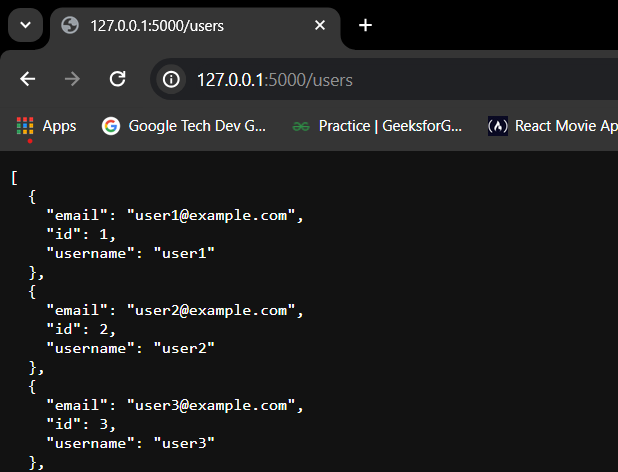 127.0.0.1:5000/users
127.0.0.1:5000/users
Apps Google Tech Dev G... Practice | GeeksforG... React Movie Ap
[
  {
    "email": "user1@example.com",
    "id": 1,
    "username": "user1"
  },
  {
    "email": "user2@example.com",
    "id": 2,
    "username": "user2"
  },
  {
    "email": "user3@example.com",
    "id": 3,
    "username": "user3"
  },